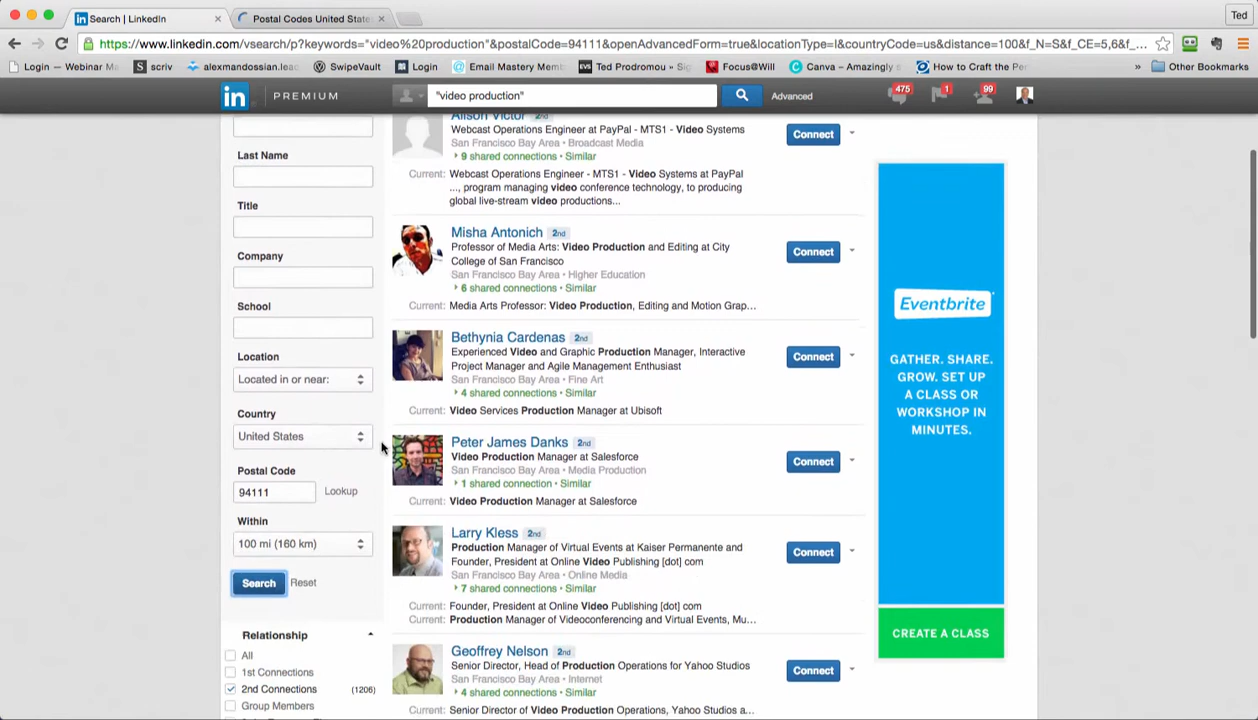 Search | LinkedIn
Postal Codes United State
Ted
https://www.linkedin.com/vsearch/p?keywords="video%20production"&postalCode=94111&openAdvancedForm=true&locationType=I&countryCode=us&distance=100&f_N=S&f_CE=5,6&f_...
Login — Webinar M
scriv
alexmandossian.lea
SwipeVault
Login
Email Mastery Mem
Ted Prodromou » Si
Focus@Will
Canva – Amazingly
How to Craft the Per
»
Other Bookmarks
in
PREMIUM
"video production"
Advanced
475
1
99
Last Name
Title
Company
School
Location
Located in or near:
Country
United States
Postal Code
94111
Lookup
Within
100 mi (160 km)
Search
Reset
Relationship
All
1st Connections
2nd Connections (1206)
Group Members
Alison Victor 2nd
Webcast Operations Engineer at PayPal - MTS1 - Video Systems
San Francisco Bay Area • Broadcast Media
9 shared connections • Similar
Connect
Current: Webcast Operations Engineer - MTS1 - Video Systems at PayPal
..., program managing video conference technology, to producing
global live-stream video productions...
Misha Antonich 2nd
Professor of Media Arts: Video Production and Editing at City
College of San Francisco
San Francisco Bay Area • Higher Education
6 shared connections • Similar
Connect
Current: Media Arts Professor: Video Production, Editing and Motion Grap...
Bethynia Cardenas 2nd
Experienced Video and Graphic Production Manager, Interactive
Project Manager and Agile Management Enthusiast
San Francisco Bay Area • Fine Art
4 shared connections • Similar
Connect
Current: Video Services Production Manager at Ubisoft
Peter James Danks 2nd
Video Production Manager at Salesforce
San Francisco Bay Area • Media Production
1 shared connection • Similar
Connect
Current: Video Production Manager at Salesforce
Larry Kless 2nd
Production Manager of Virtual Events at Kaiser Permanente and
Founder, President at Online Video Publishing [dot] com
San Francisco Bay Area • Online Media
7 shared connections • Similar
Connect
Current: Founder, President at Online Video Publishing [dot] com
Current: Production Manager of Videoconferencing and Virtual Events, Mu...
Geoffrey Nelson 2nd
Senior Director, Head of Production Operations for Yahoo Studios
San Francisco Bay Area • Internet
4 shared connections • Similar
Connect
Current: Senior Director of Video Production Operations, Yahoo Studios a...
Eventbrite
GATHER. SHARE.
GROW. SET UP
A CLASS OR
WORKSHOP IN
MINUTES.
CREATE A CLASS